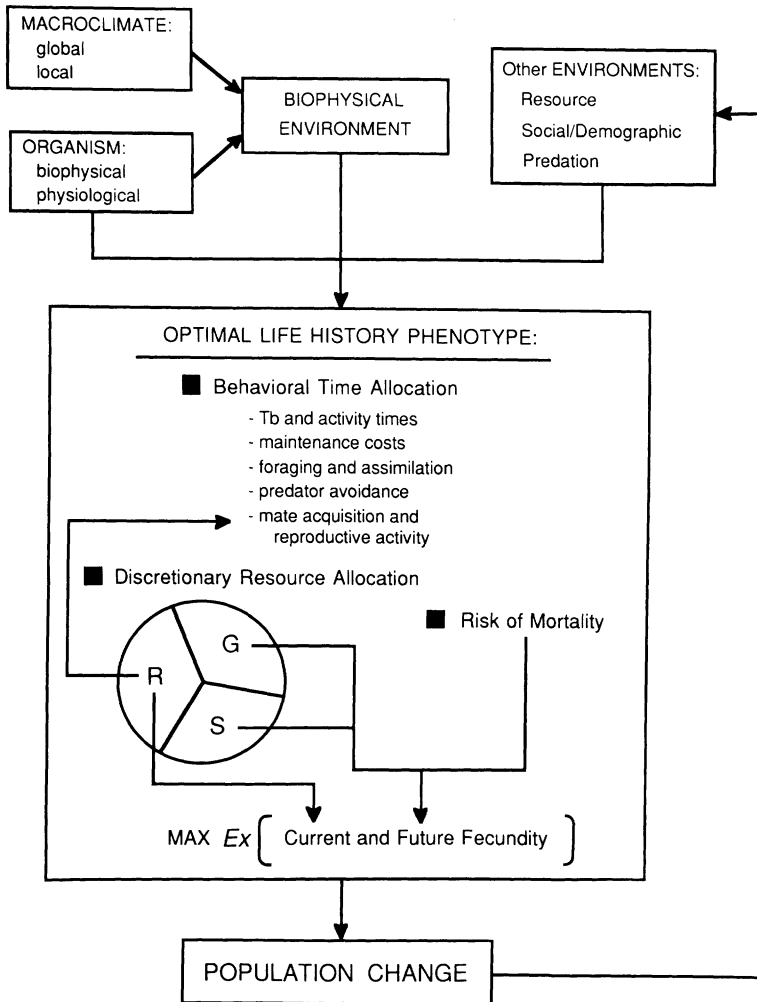 MACROCLIMATE:
global
local
ORGANISM:
biophysical
physiological
BIOPHYSICAL
ENVIRONMENT
Other ENVIRONMENTS:
Resource
Social/Demographic
Predation
OPTIMAL LIFE HISTORY PHENOTYPE:
■ Behavioral Time Allocation
- Tb and activity times
- maintenance costs
- foraging and assimilation
- predator avoidance
- mate acquisition and
reproductive activity
■ Discretionary Resource Allocation
■ Risk of Mortality
G
R
S
MAX Ex [ Current and Future Fecundity ]
POPULATION CHANGE